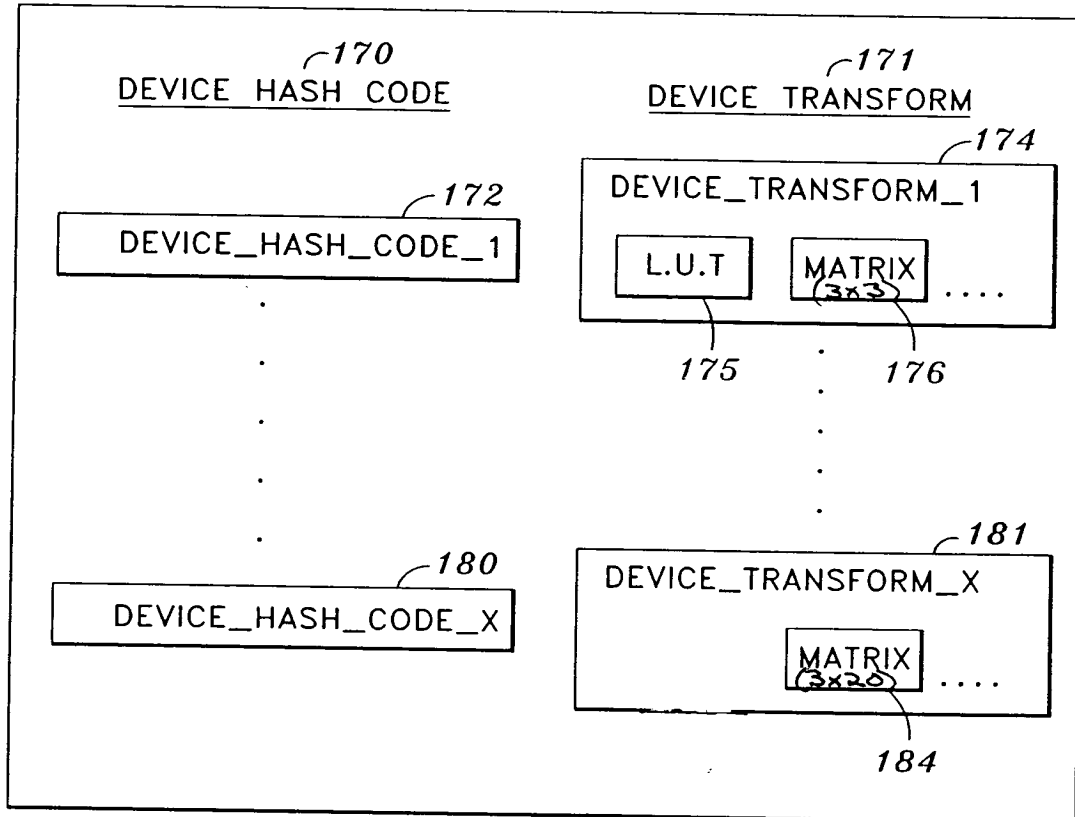 170
DEVICE HASH CODE
171
DEVICE TRANSFORM
172
DEVICE_HASH_CODE_1
174
DEVICE_TRANSFORM_1
L.U.T
MATRIX
(3x3)
....
175
176
180
DEVICE_HASH_CODE_X
181
DEVICE_TRANSFORM_X
MATRIX
(3x20)
....
184